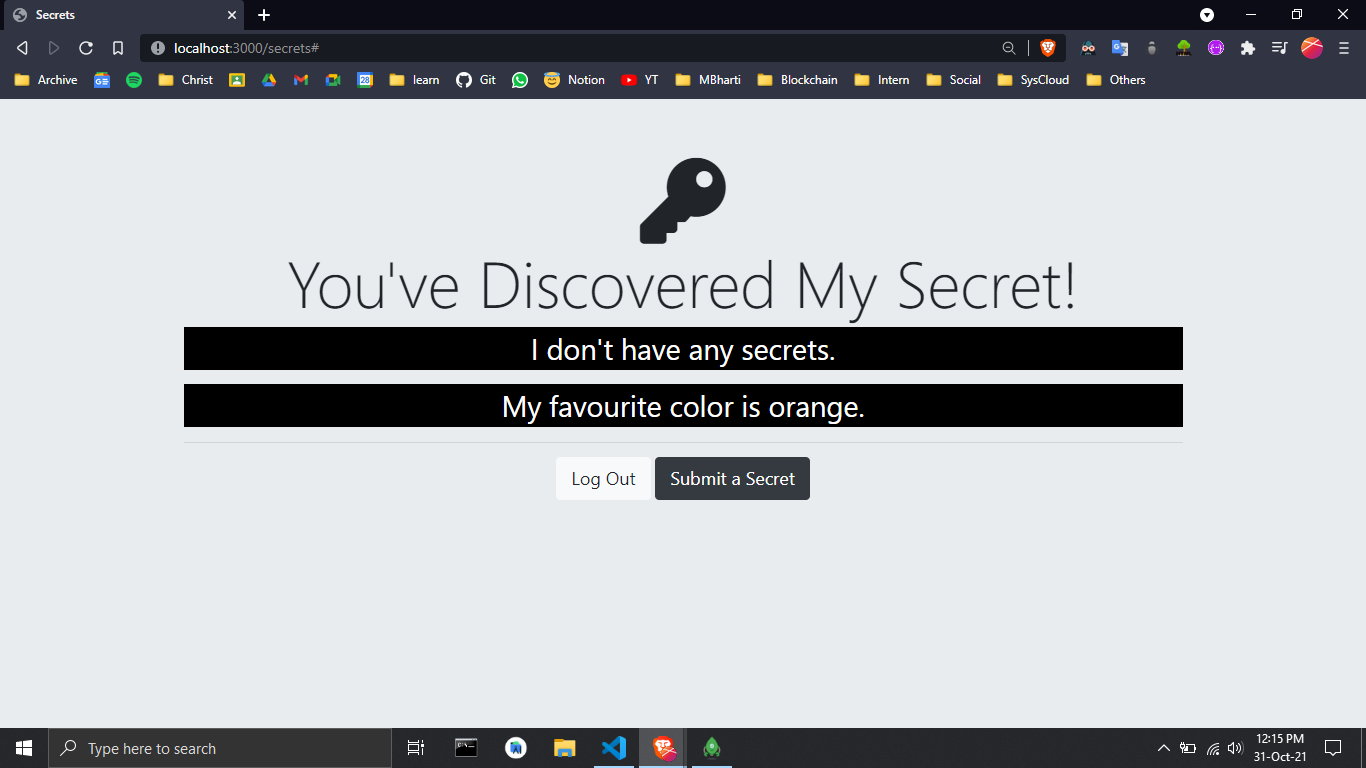 Secrets
localhost:3000/secrets#
Archive Christ 28 learn Git Notion YT MBharti Blockchain Intern Social SysCloud Others
You've Discovered My Secret!
I don't have any secrets.
My favourite color is orange.
Log Out Submit a Secret
Type here to search
12:15 PM
31-Oct-21